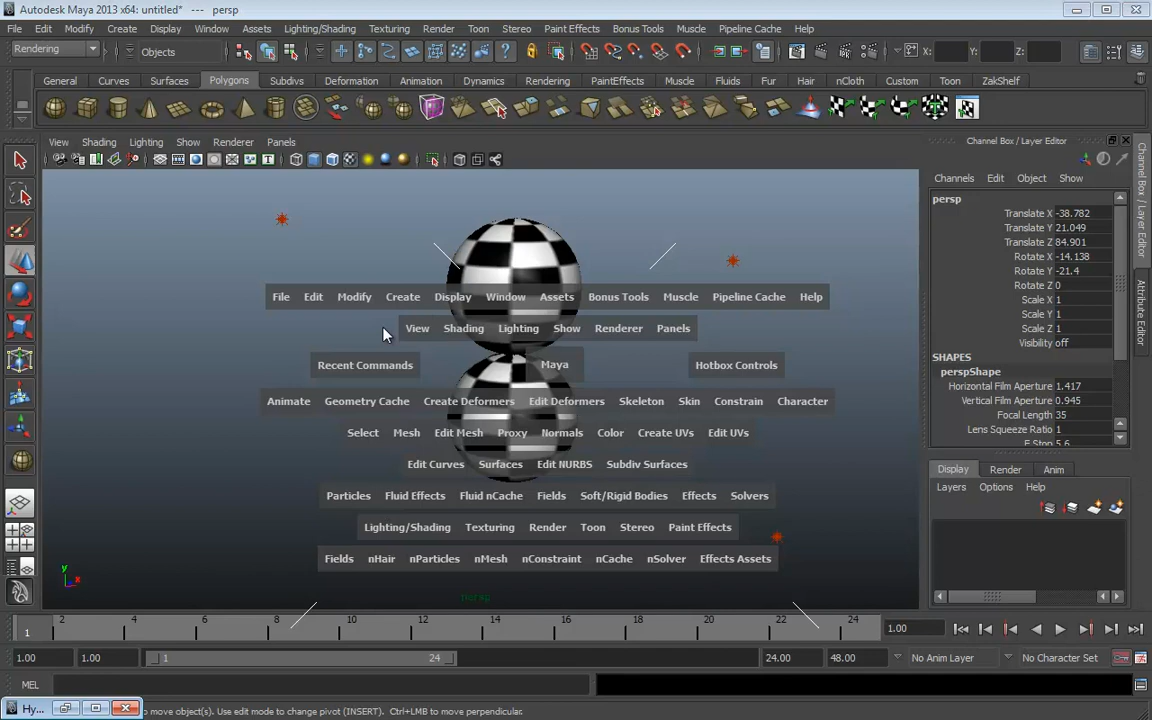 Autodesk Maya 2013 x64: untitled* --- persp
File Edit Modify Create Display Window Assets Lighting/Shading Texturing Render Toon Stereo Paint Effects Bonus Tools Muscle Pipeline Cache Help
Rendering Objects X: Y: Z:
General Curves Surfaces Polygons Subdivs Deformation Animation Dynamics Rendering PaintEffects Muscle Fluids Fur Hair nCloth Custom Toon ZakShelf
View Shading Lighting Show Renderer Panels
Channel Box / Layer Editor
Channels Edit Object Show
persp
Translate X -38.782
Translate Y 21.049
Translate Z 84.901
Rotate X -14.138
Rotate Y -21.4
Rotate Z 0
Scale X 1
Scale Y 1
Scale Z 1
Visibility off
SHAPES
perspShape
Horizontal Film Aperture 1.417
Vertical Film Aperture 0.945
Focal Length 35
Lens Squeeze Ratio 1
F Stop 5.6
Channel Box / Layer Editor
Attribute Editor
File Edit Modify Create Display Window Assets Bonus Tools Muscle Pipeline Cache Help
View Shading Lighting Show Renderer Panels
Recent Commands Maya Hotbox Controls
Animate Geometry Cache Create Deformers Edit Deformers Skeleton Skin Constrain Character
Select Mesh Edit Mesh Proxy Normals Color Create UVs Edit UVs
Edit Curves Surfaces Edit NURBS Subdiv Surfaces
Particles Fluid Effects Fluid nCache Fields Soft/Rigid Bodies Effects Solvers
Lighting/Shading Texturing Render Toon Stereo Paint Effects
Fields nHair nParticles nMesh nConstraint nCache nSolver Effects Assets
Display Render Anim
Layers Options Help
y
x
persp
1 2 4 6 8 10 12 14 16 18 20 22 24 1.00
1.00 1.00 1 24 24.00 48.00 No Anim Layer No Character Set
MEL
Hy... to move object(s). Use edit mode to change pivot (INSERT). Ctrl+LMB to move perpendicular.